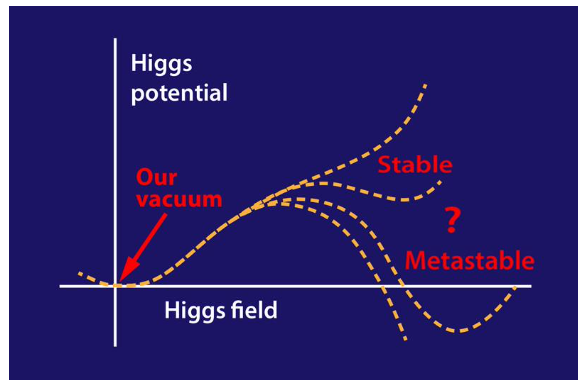 Higgs
potential
Our
vacuum
Stable
?
Metastable
Higgs field